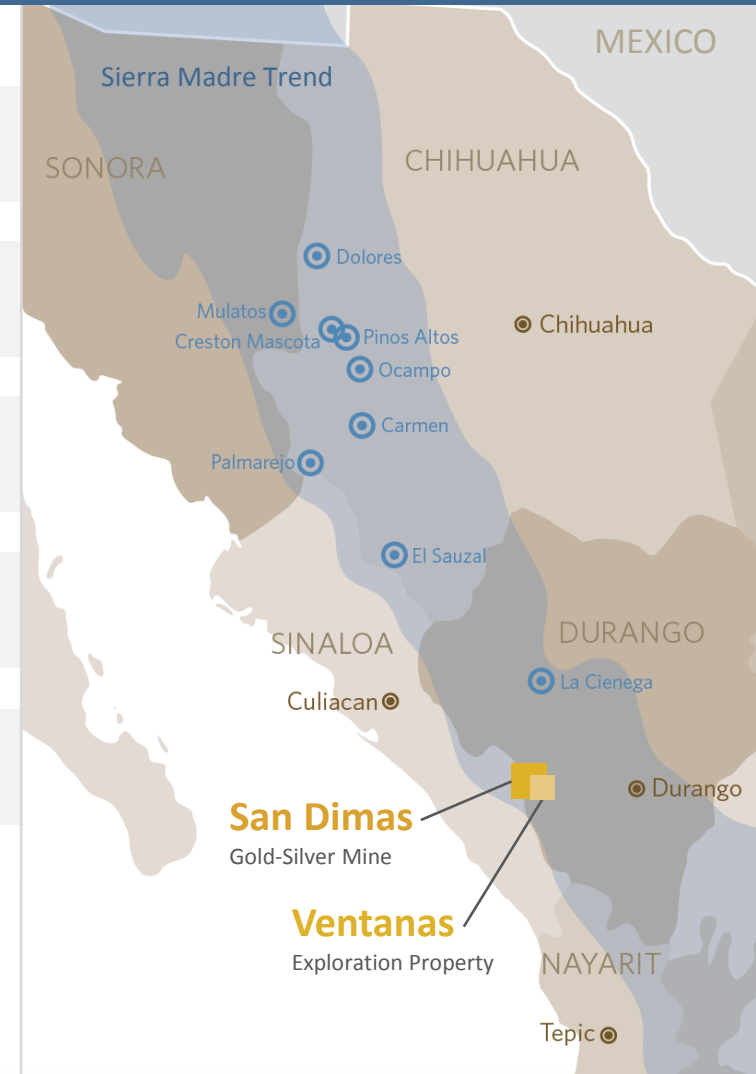 MEXICO
Sierra Madre Trend
SONORA
CHIHUAHUA
Dolores
Mulatos
Creston Mascota
Pinos Altos
Chihuahua
Ocampo
Carmen
Palmarejo
El Sauzal
SINALOA
DURANGO
La Cienega
Culiacan
Durango
San Dimas
Gold-Silver Mine
Ventanas
Exploration Property
NAYARIT
Tepic